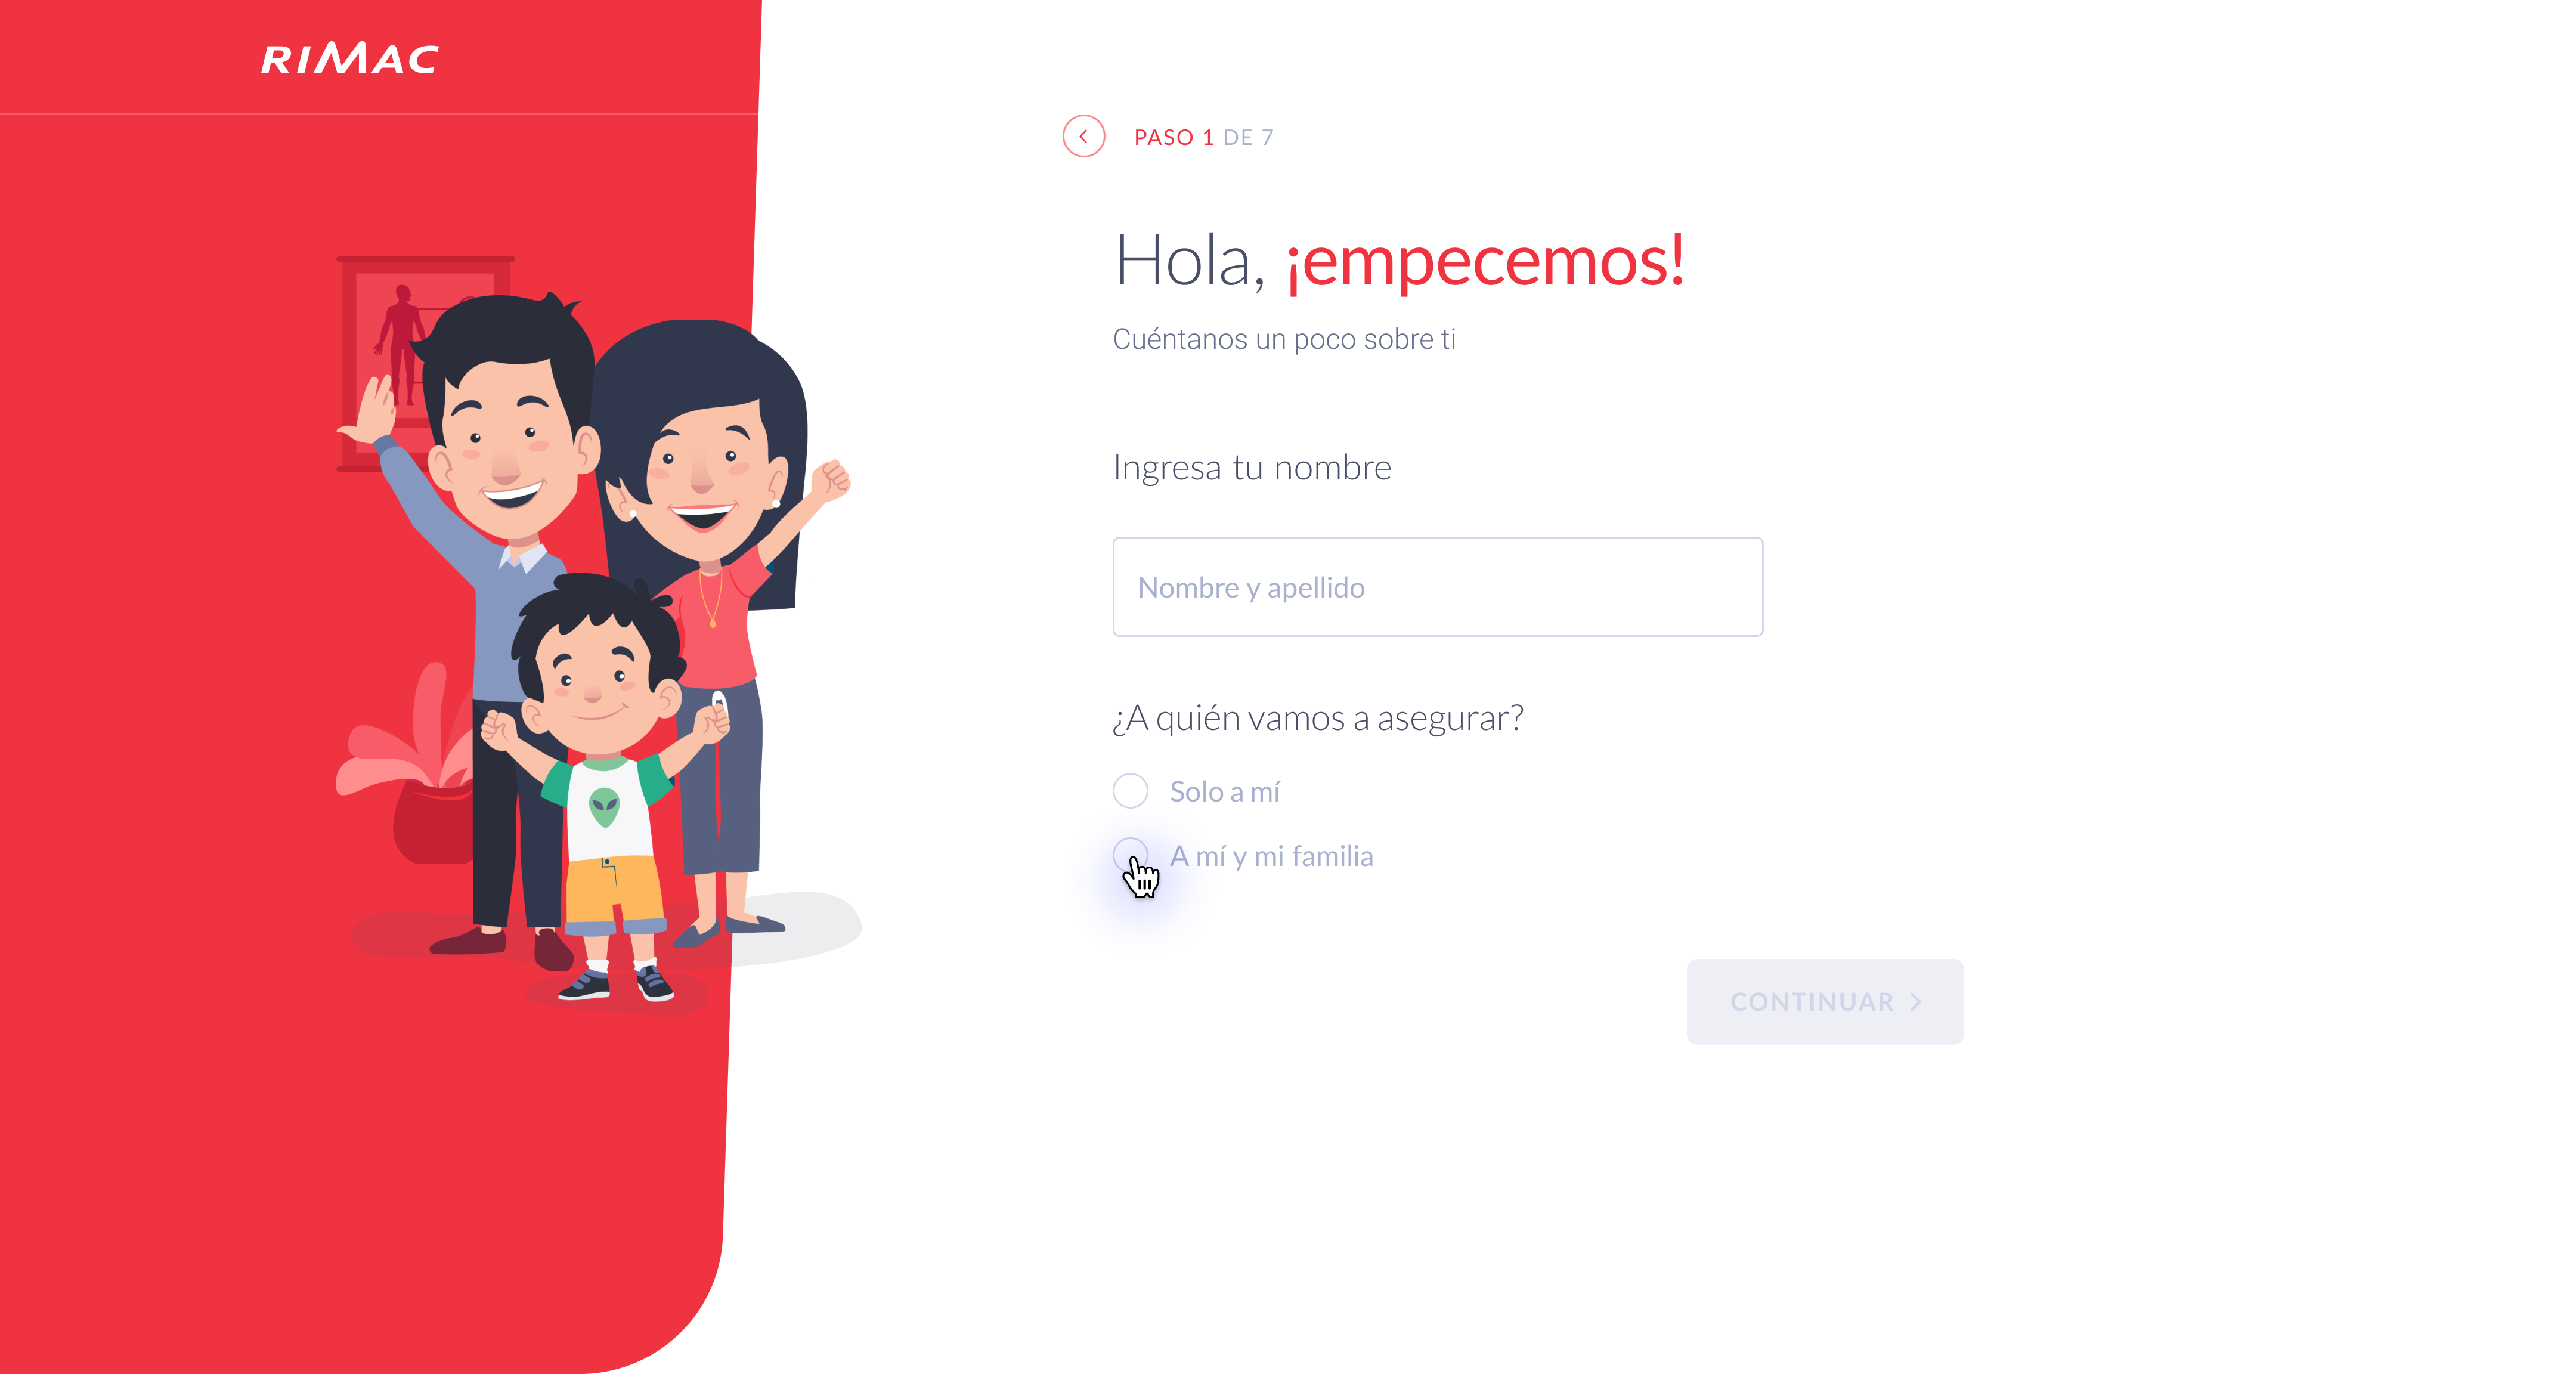 RIMAC
PASO 1 DE 7
Hola, ¡empecemos!
Cuéntanos un poco sobre ti
Ingresa tu nombre
Nombre y apellido
¿A quién vamos a asegurar?
Solo a mí
A mí y mi familia
CONTINUAR